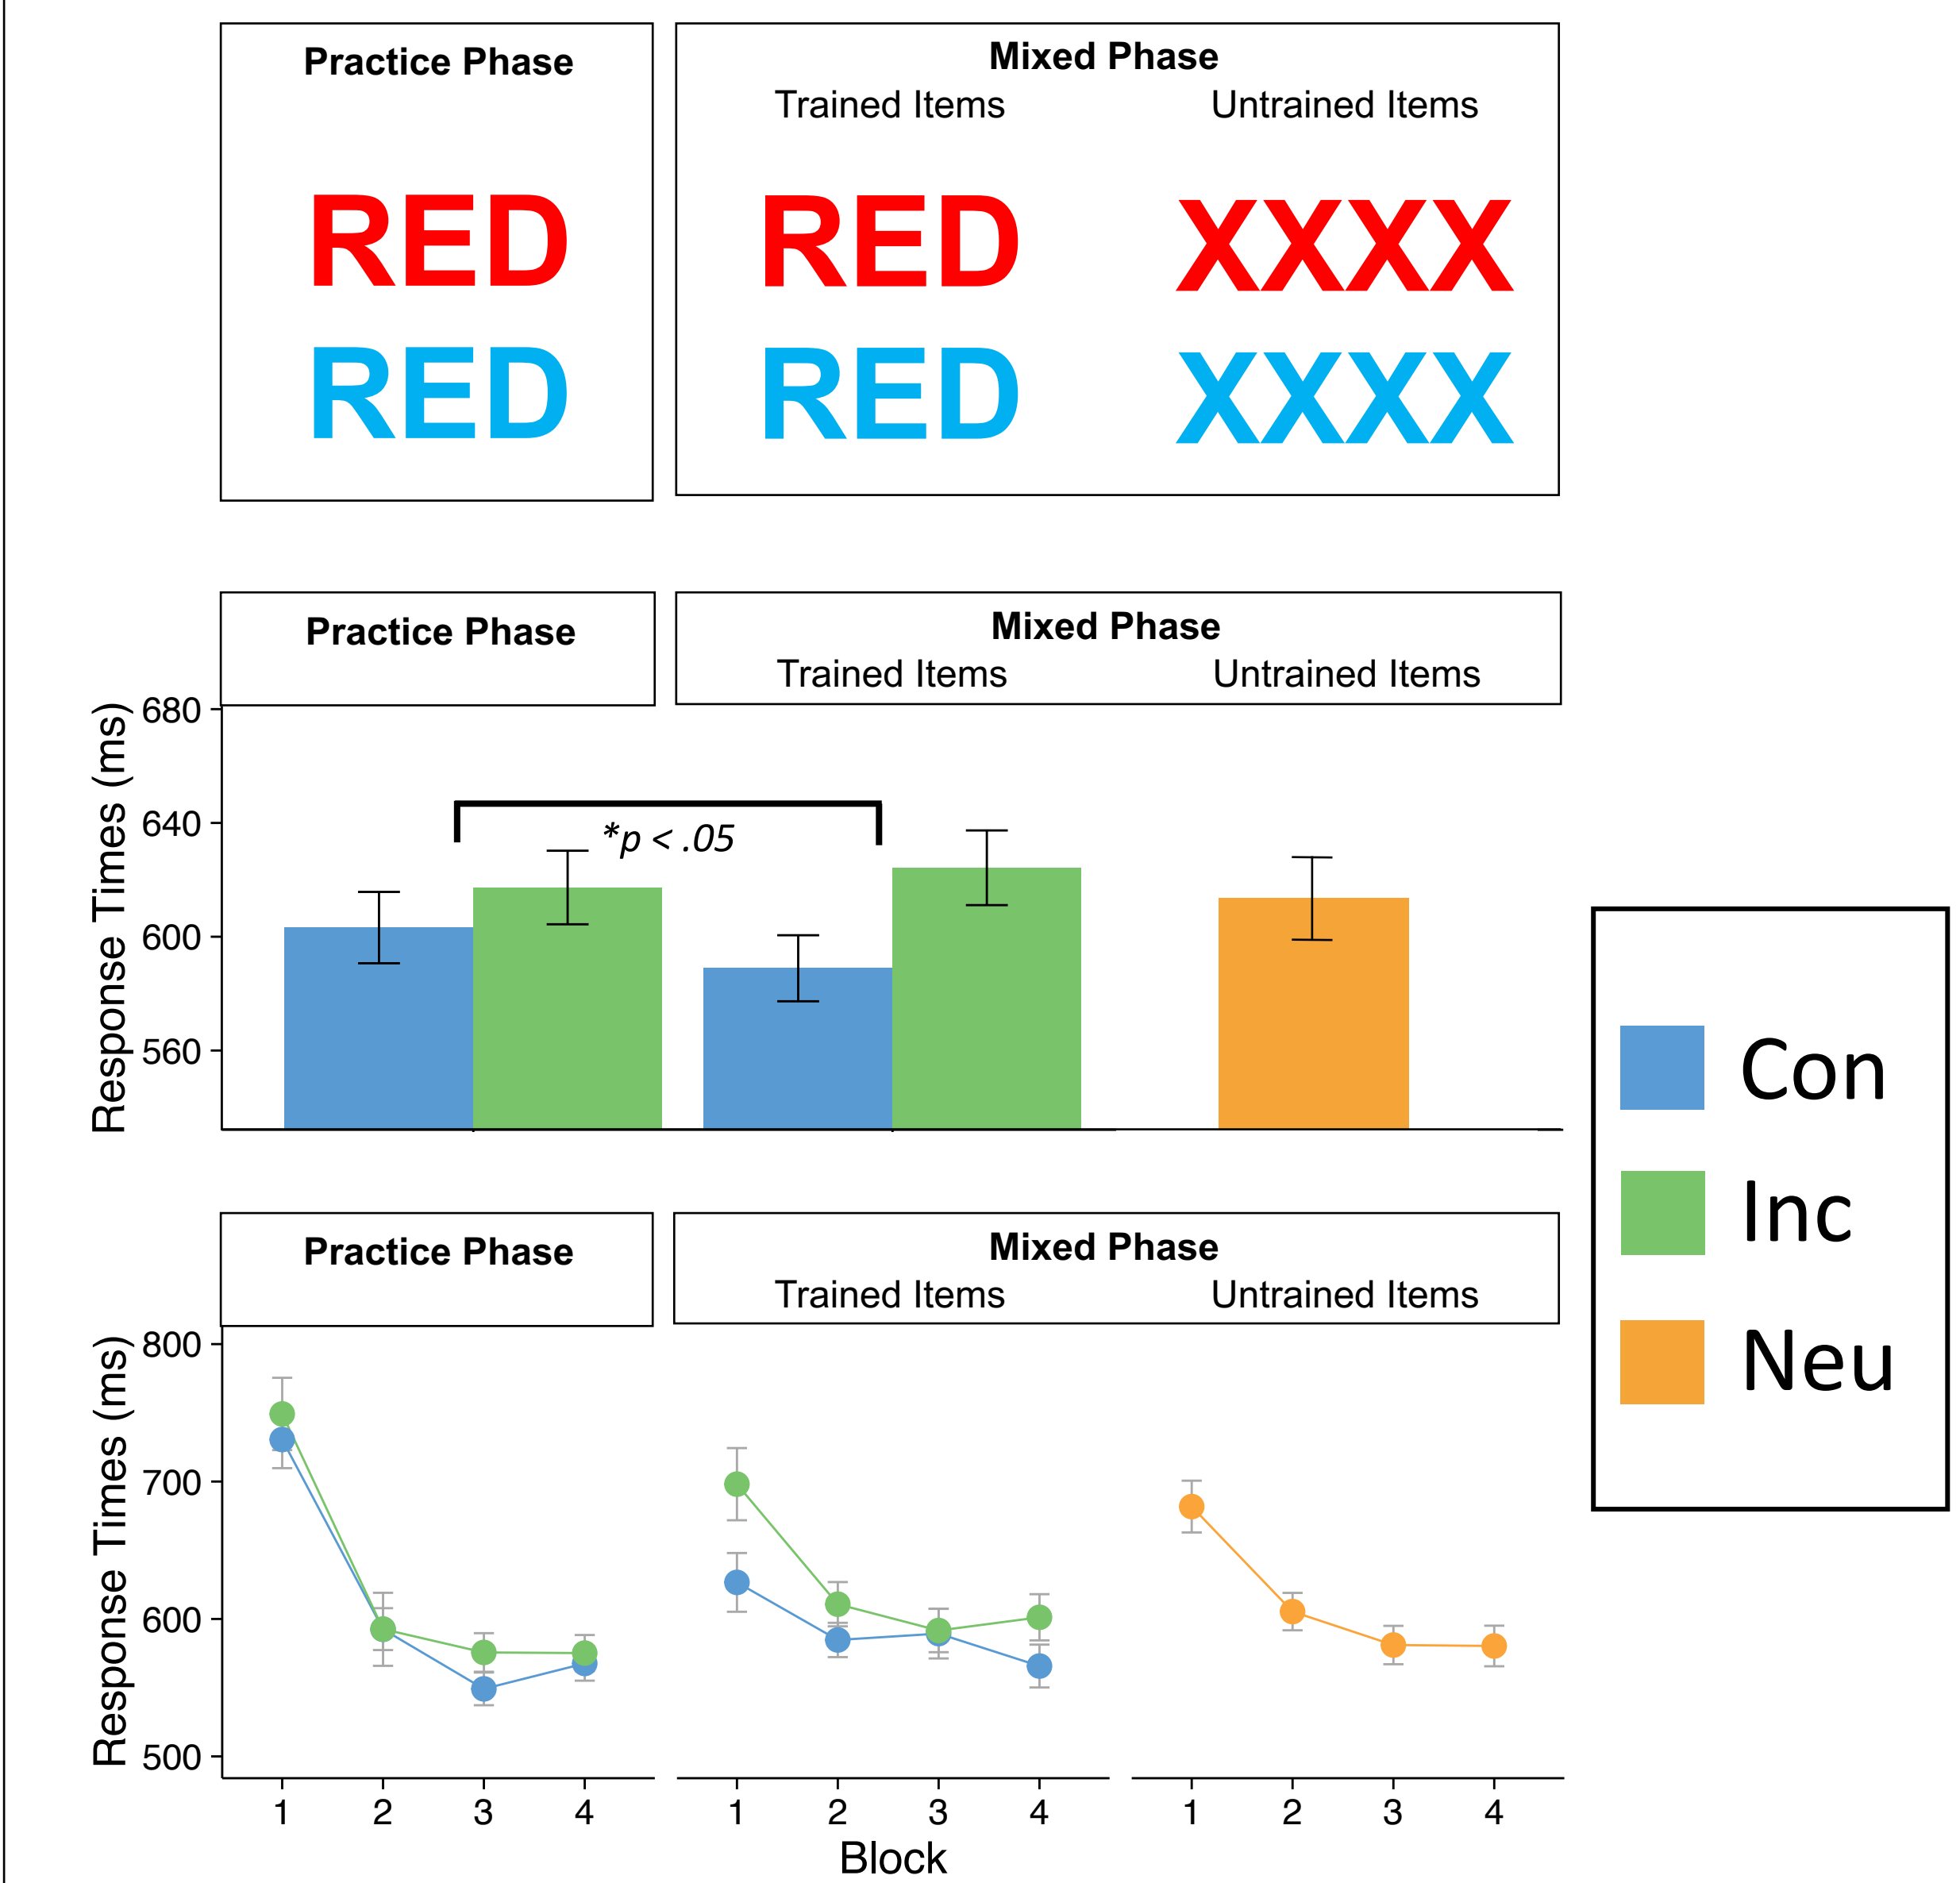 Practice Phase
Mixed Phase
Trained Items Untrained Items
RED RED XXXX
RED RED XXXX
Practice Phase
Mixed Phase
Trained Items Untrained Items
Response Times (ms)
680
640
600
560
*p < .05
Con
Inc
Neu
Practice Phase
Mixed Phase
Trained Items Untrained Items
Response Times (ms)
800
700
600
500
1 2 3 4 1 2 3 4 1 2 3 4
Block